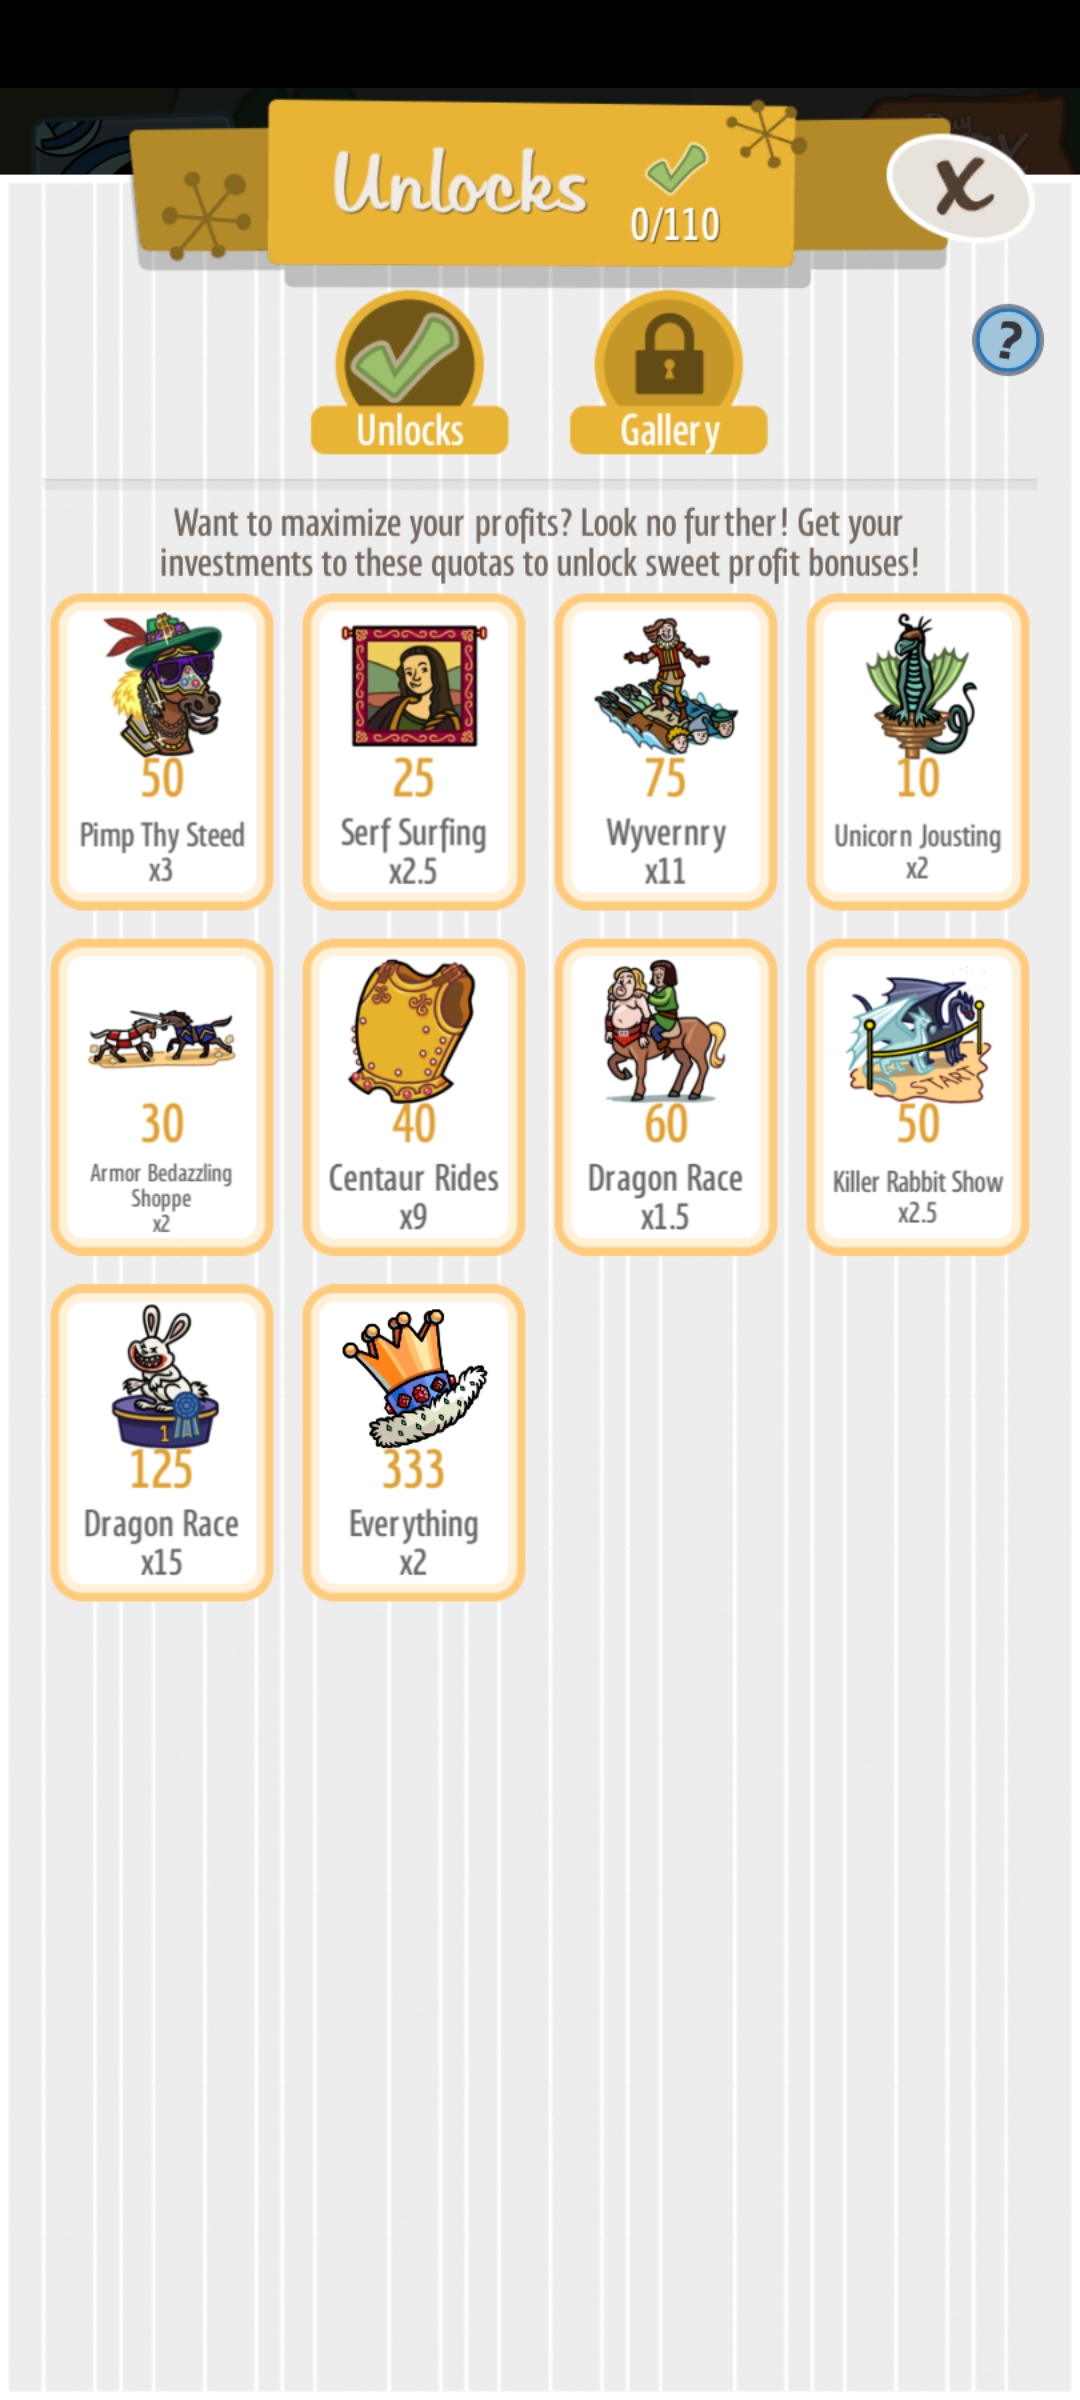 Unlocks
0/110
X
?
Unlocks
Gallery
Want to maximize your profits? Look no further! Get your
investments to these quotas to unlock sweet profit bonuses!
50
Pimp Thy Steed
x3
25
Serf Surfing
x2.5
75
Wyvernry
x11
10
Unicorn Jousting
x2
30
Armor Bedazzling
Shoppe
x2
40
Centaur Rides
x9
60
Dragon Race
x1.5
START
50
Killer Rabbit Show
x2.5
1
125
Dragon Race
x15
333
Everything
x2